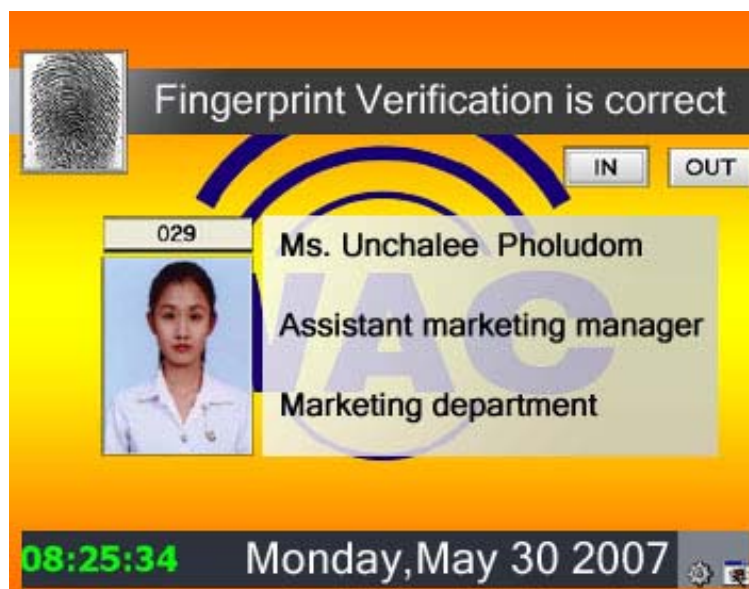 Fingerprint Verification is correct
IN
OUT
029
Ms. Unchalee Pholudom
Assistant marketing manager
Marketing department
08:25:34
Monday,May 30 2007